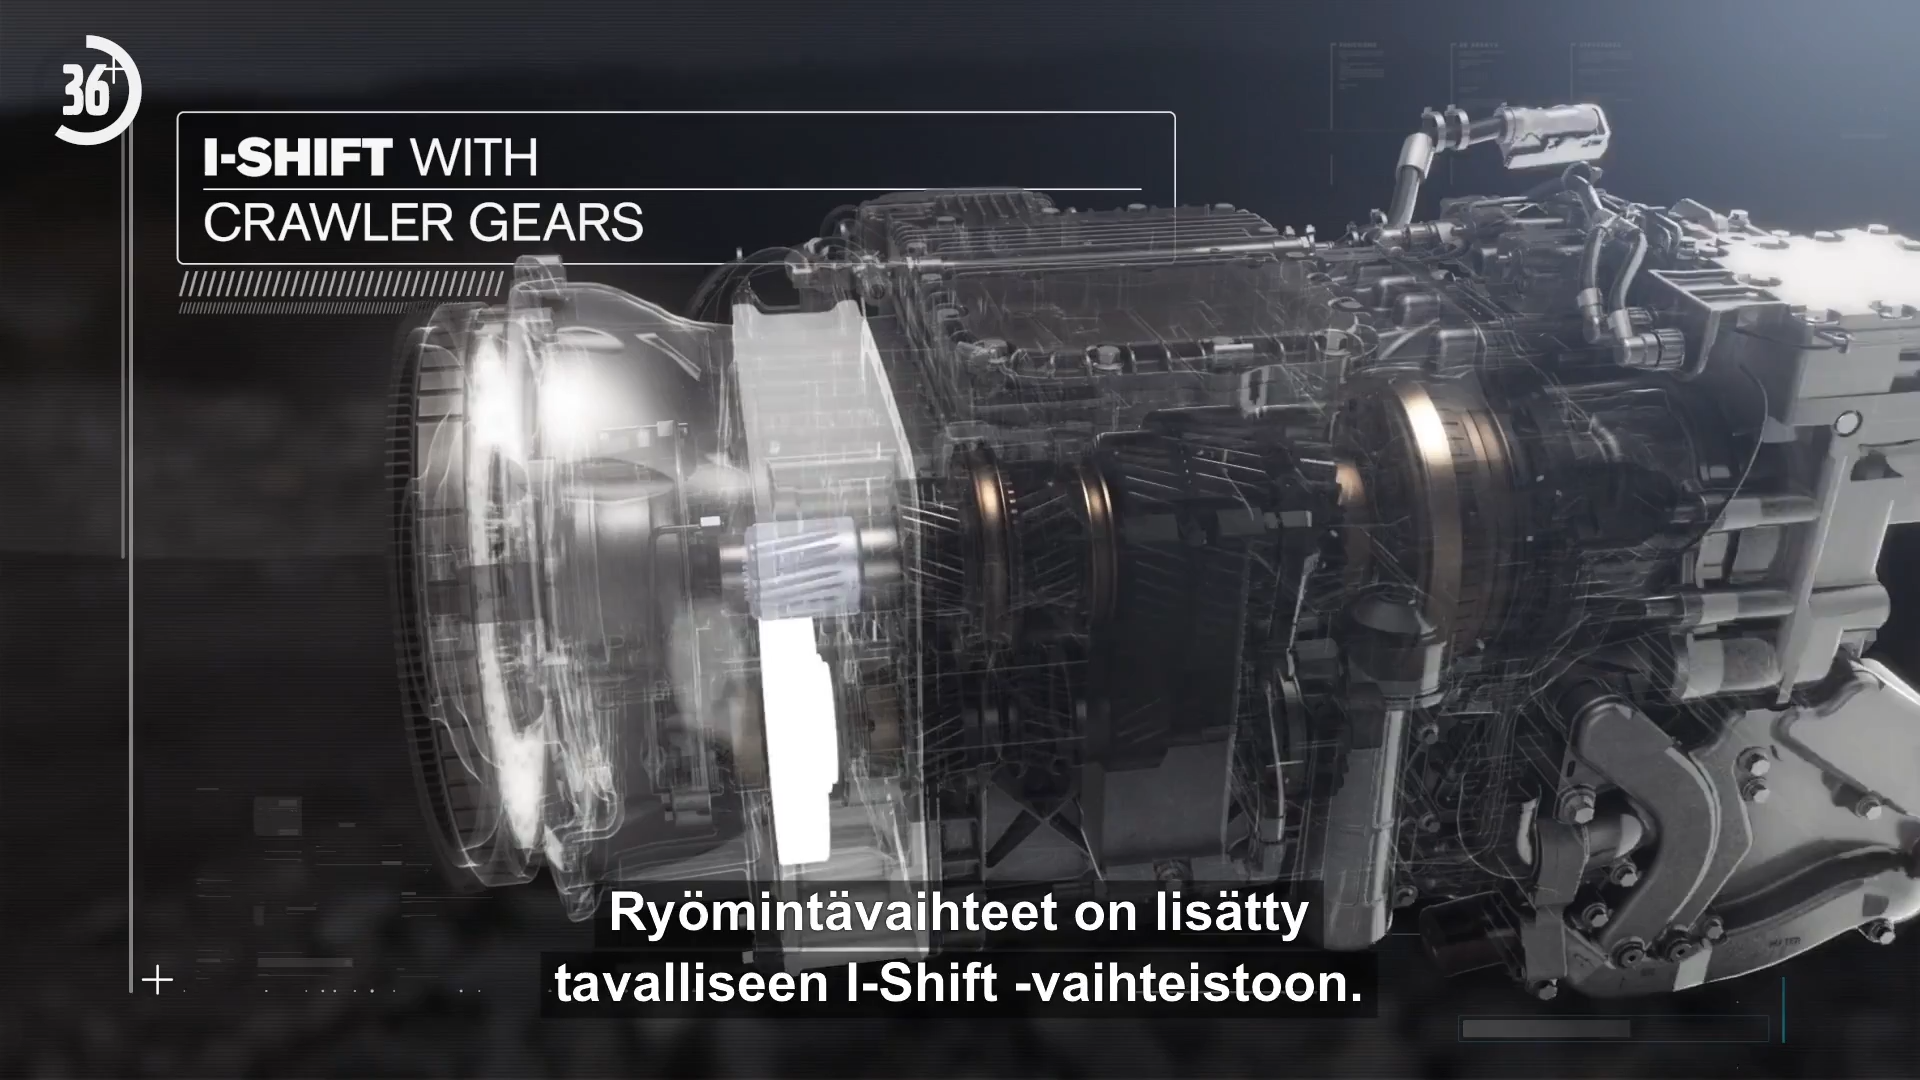 36+
I-SHIFT WITH
CRAWLER GEARS
Ryömintävaihteet on lisätty
tavalliseen I-Shift -vaihteistoon.